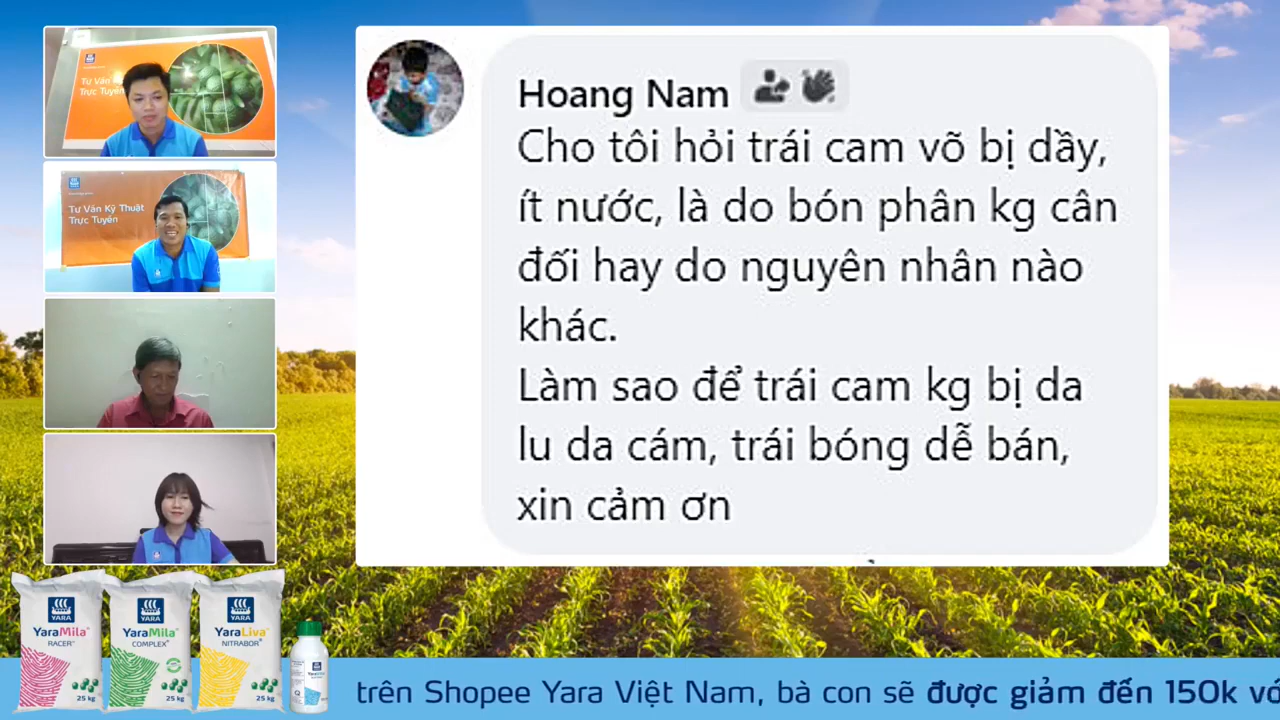 Tư Vấn
Trực Tuyến
Tư Vấn Kỹ Thuật
Trực Tuyến
Hoang Nam
Cho tôi hỏi trái cam võ bị dầy,
ít nước, là do bón phân kg cân
đối hay do nguyên nhân nào
khác.
Làm sao để trái cam kg bị da
lu da cám, trái bóng dễ bán,
xin cảm ơn
YARA
YaraMila
RACER
25 kg
YARA
YaraMila
COMPLEX
25 kg
YARA
YaraLiva
NITRABOR
25 kg
trên Shopee Yara Việt Nam, bà con sẽ được giảm đến 150k vớ